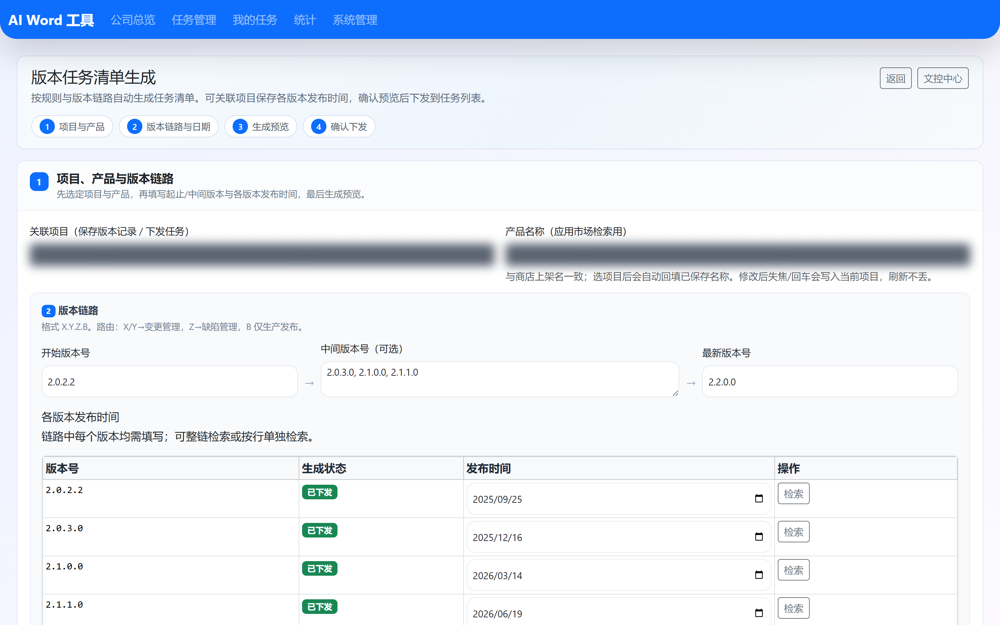 AI Word 工具 公司总览 任务管理 我的任务 统计 系统管理
版本任务清单生成
返回 文控中心
按规则与版本链路自动生成任务清单。可关联项目保存各版本发布时间，确认预览后下发到任务列表。
1 项目与产品 2 版本链路与日期 3 生成预览 4 确认下发
1 项目、产品与版本链路
先选定项目与产品，再填写起止/中间版本与各版本发布时间，最后生成预览。
关联项目（保存版本记录 / 下发任务） 产品名称（应用市场检索用）
与商店上架名一致；选项目后会自动回填已保存名称。修改后失焦/回车会写入当前项目，刷新不丢。
2 版本链路
格式 X.Y.Z.B。路由：X/Y→变更管理，Z→缺陷管理，B 仅生产发布。
开始版本号 中间版本号（可选） 最新版本号
2.0.2.2 → 2.0.3.0, 2.1.0.0, 2.1.1.0 → 2.2.0.0
各版本发布时间
链路中每个版本均需填写；可整链检索或按行单独检索。
版本号 生成状态 发布时间 操作
2.0.2.2 已下发 2025/09/25 检索
2.0.3.0 已下发 2025/12/16 检索
2.1.0.0 已下发 2026/03/14 检索
2.1.1.0 已下发 2026/06/19 检索